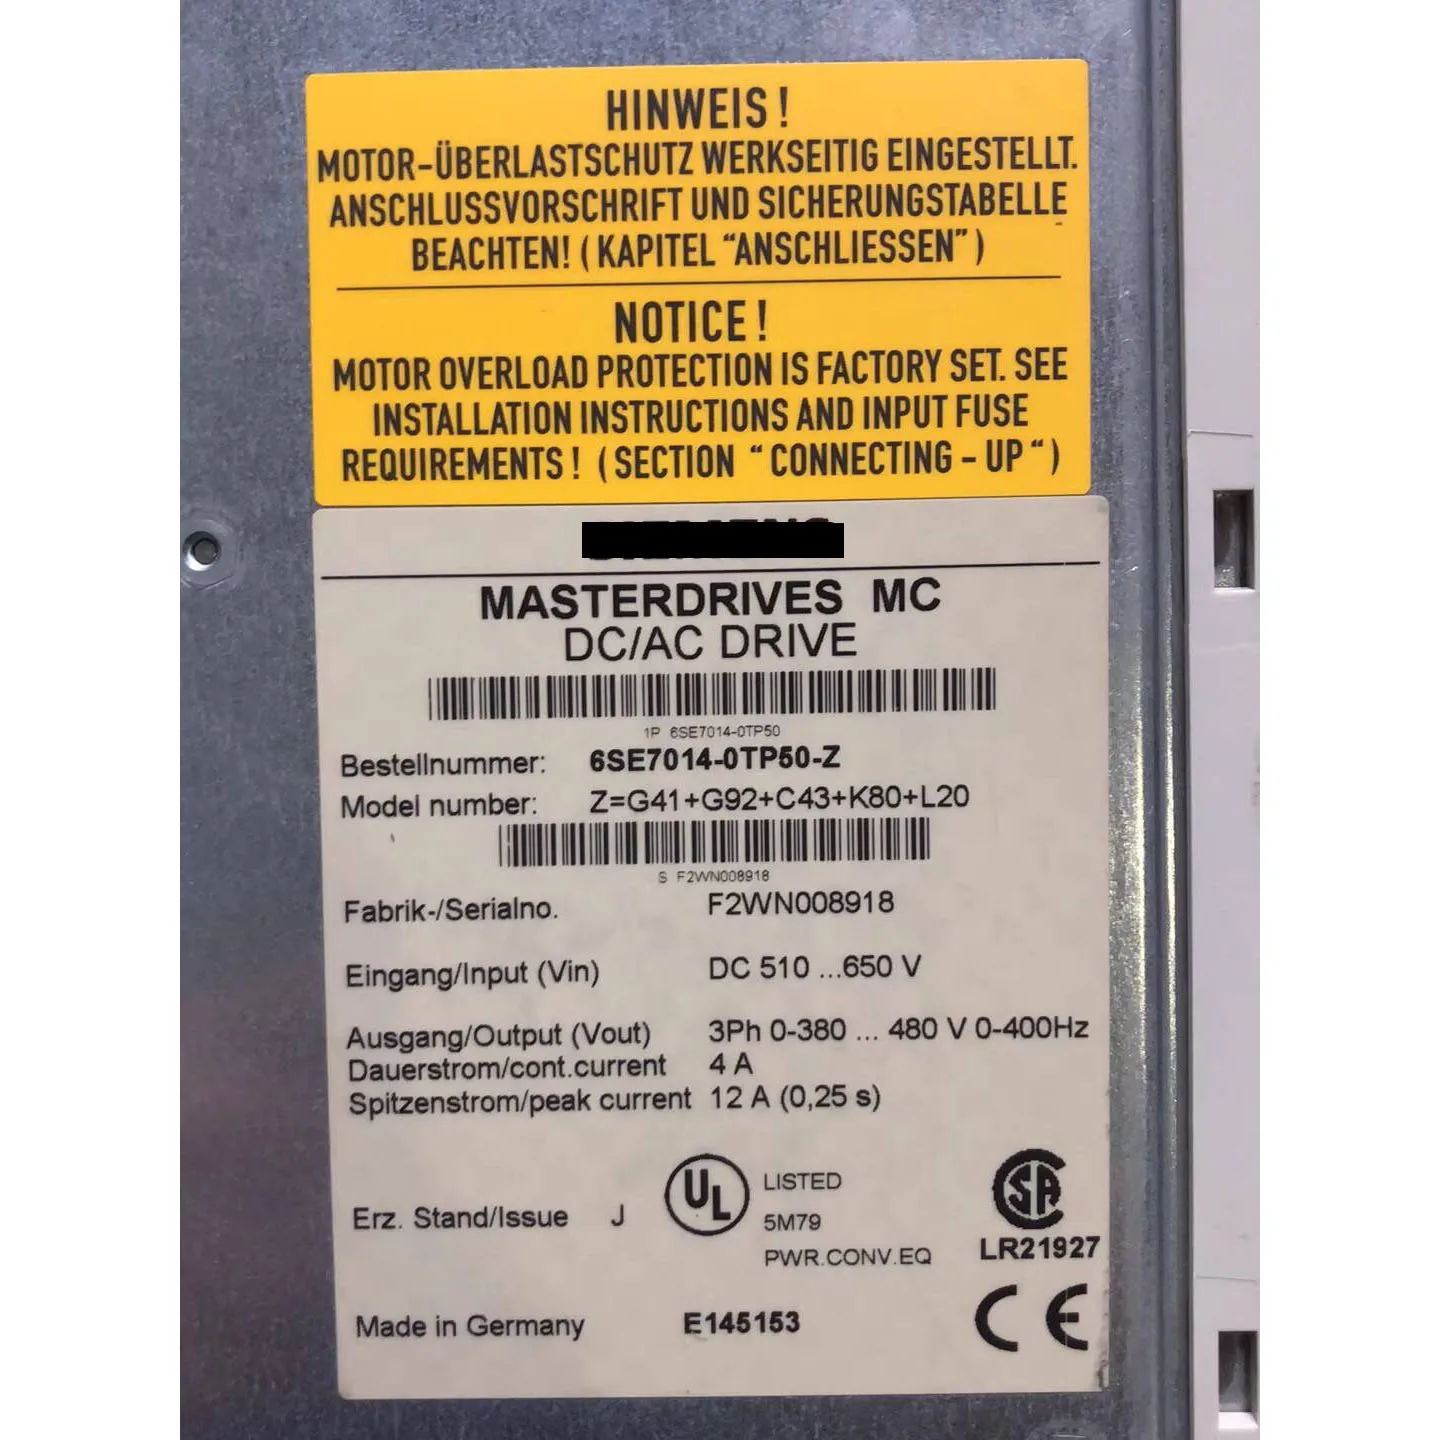 HINWEIS !
MOTOR-ÜBERLASTSCHUTZ WERKSEITIG EINGESTELLT.
ANSCHLUSSVORSCHRIFT UND SICHERUNGSTABELLE
BEACHTEN! ( KAPITEL “ANSCHLIESSEN” )
NOTICE !
MOTOR OVERLOAD PROTECTION IS FACTORY SET. SEE
INSTALLATION INSTRUCTIONS AND INPUT FUSE
REQUIREMENTS ! ( SECTION “ CONNECTING - UP “ )
MASTERDRIVES MC
DC/AC DRIVE
1P 6SE7014-0TP50
Bestellnummer: 6SE7014-0TP50-Z
Model number: Z=G41+G92+C43+K80+L20
S F2WN008918
Fabrik-/Serialno. F2WN008918
Eingang/Input (Vin) DC 510 ...650 V
Ausgang/Output (Vout) 3Ph 0-380 ... 480 V 0-400Hz
Dauerstrom/cont.current 4 A
Spitzenstrom/peak current 12 A (0,25 s)
Erz. Stand/Issue J
UL LISTED
5M79
PWR.CONV.EQ
SA
LR21927
Made in Germany E145153
CE